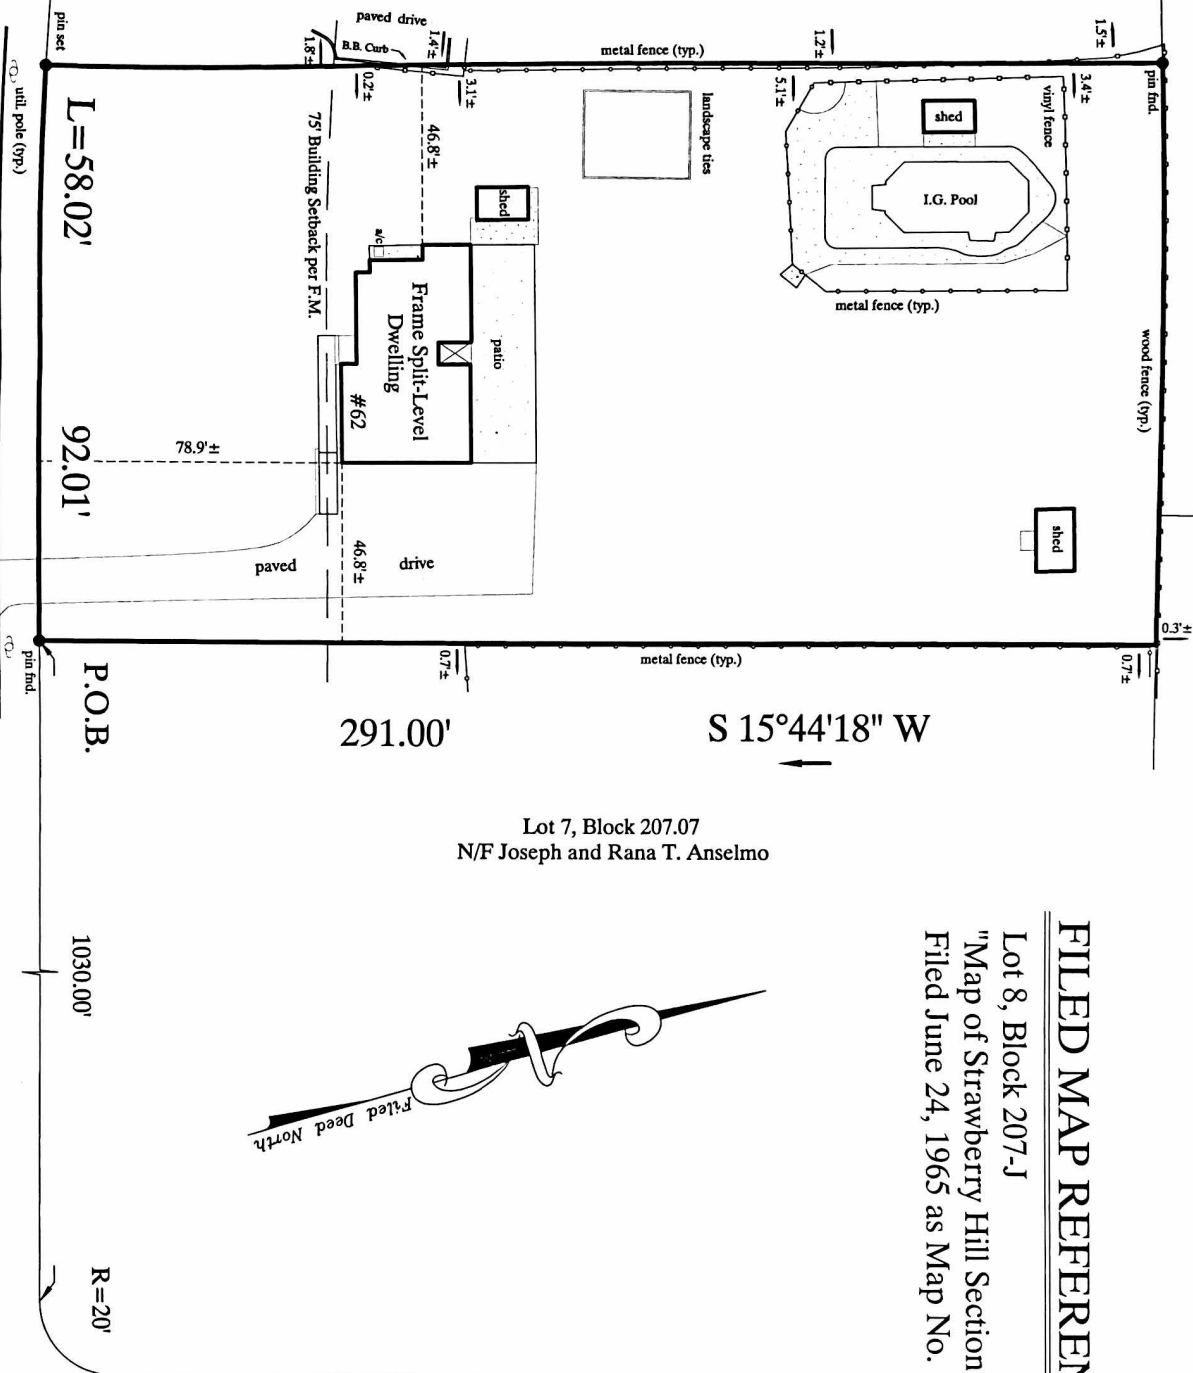 pin set
paved drive
B.B. Curb
1.8'±
1.4'±
0.2'±
3.1'±
metal fence (typ.)
1.2'±
5.1'±
1.5'±
3.4'±
pin fnd.
vinyl fence
util. pole (typ.)
L=58.02'
75' Building Setback per F.M.
46.8'±
landscape ties
shed
I.G. Pool
shed
a/c
metal fence (typ.)
Frame Split-Level
Dwelling
#62
patio
wood fence (typ.)
92.01'
78.9'±
46.8'±
paved drive
shed
0.3'±
0.7'±
metal fence (typ.)
0.7'±
pin fnd.
P.O.B.
291.00'
S 15°44'18" W
Lot 7, Block 207.07
N/F Joseph and Rana T. Anselmo
1030.00'
R=20'
N
Filed Deed North
FILED MAP REFEREN
Lot 8, Block 207-J
"Map of Strawberry Hill Section
Filed June 24, 1965 as Map No.